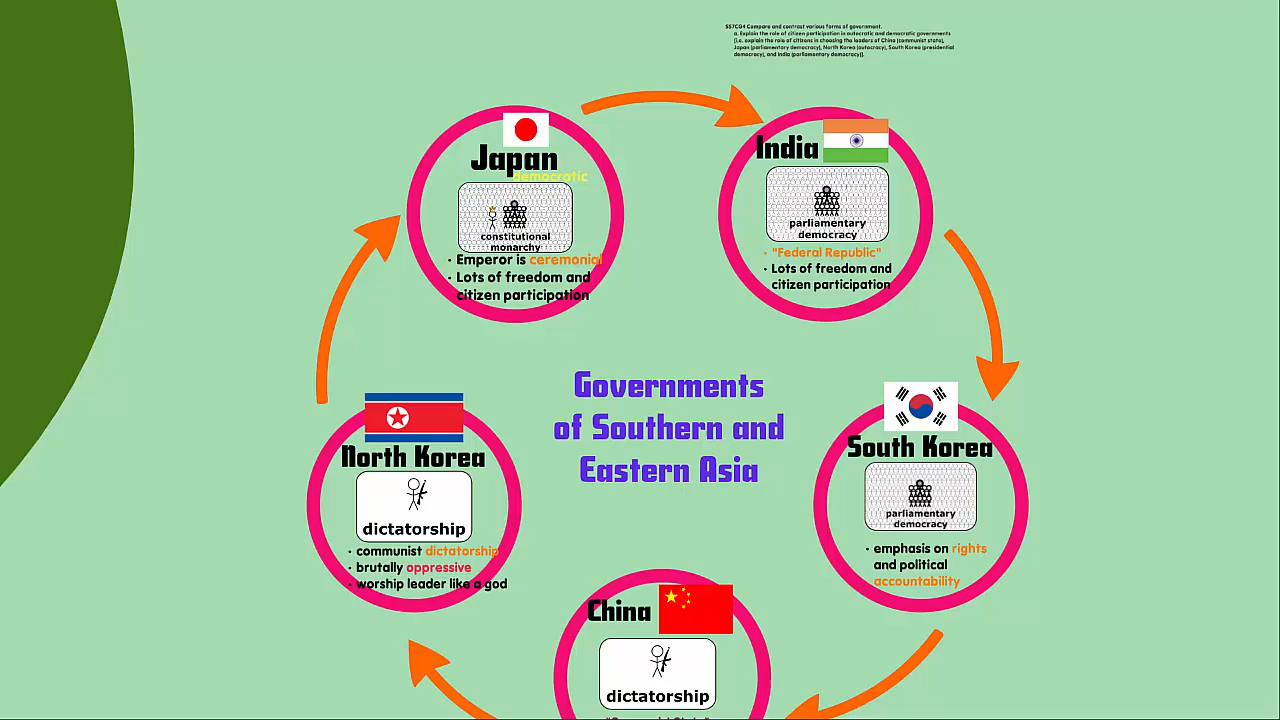 SS7CG4 Compare and contrast various forms of government.
a. Explain the role of citizen participation in autocratic and democratic governments
[i.e. explain the role of citizens in choosing the leaders of China (communist state),
Japan (parliamentary democracy), North Korea (autocracy), South Korea (presidential
democracy), and India (parliamentary democracy)].
Japan
democratic
constitutional
monarchy
• Emperor is ceremonial
• Lots of freedom and
citizen participation
India
parliamentary
democracy
• "Federal Republic"
• Lots of freedom and
citizen participation
Governments
of Southern and
Eastern Asia
North Korea
dictatorship
• communist dictatorship
• brutally oppressive
• worship leader like a god
South Korea
parliamentary
democracy
• emphasis on rights
and political
accountability
China
dictatorship